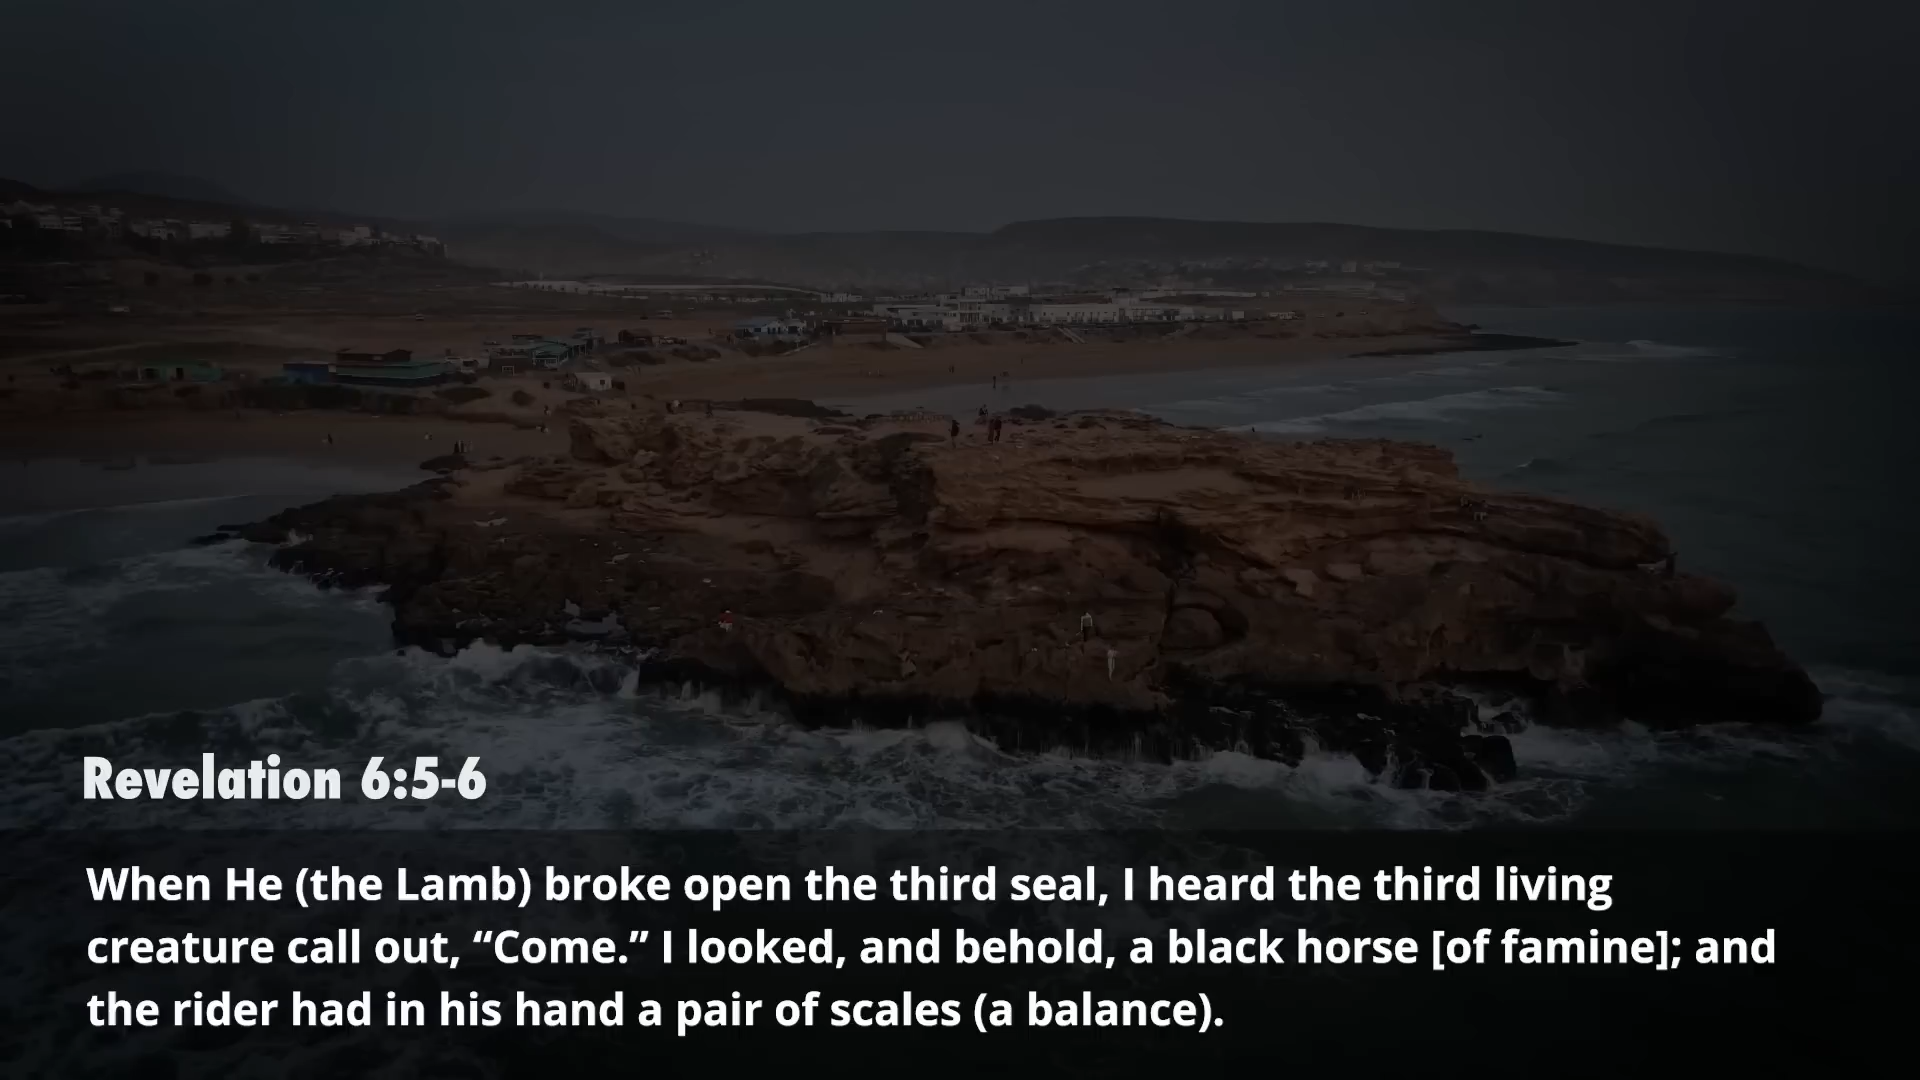 Revelation 6:5-6
When He (the Lamb) broke open the third seal, I heard the third living
creature call out, “Come.” I looked, and behold, a black horse [of famine]; and
the rider had in his hand a pair of scales (a balance).